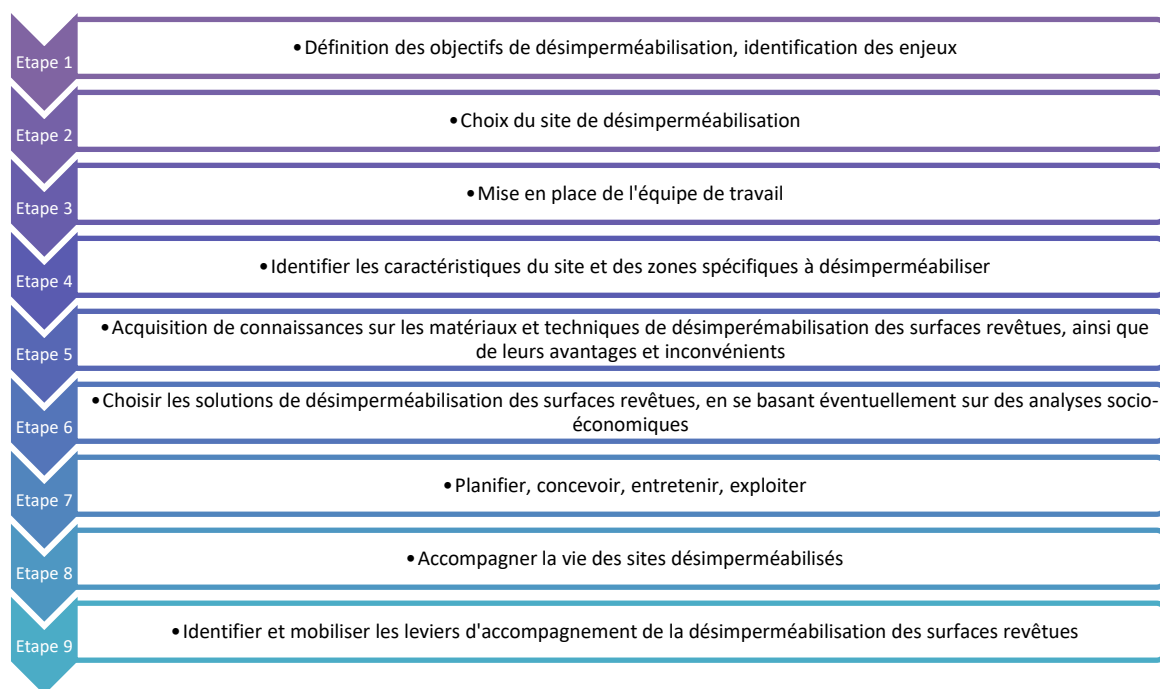 Etape 1
•Définition des objectifs de désimperméabilisation, identification des enjeux
Etape 2
•Choix du site de désimperméabilisation
Etape 3
•Mise en place de l'équipe de travail
Etape 4
•Identifier les caractéristiques du site et des zones spécifiques à désimperméabiliser
Etape 5
•Acquisition de connaissances sur les matériaux et techniques de désimperémabilisation des surfaces revêtues, ainsi que
de leurs avantages et inconvénients
Etape 6
•Choisir les solutions de désimperméabilisation des surfaces revêtues, en se basant éventuellement sur des analyses socio-
économiques
Etape 7
•Planifier, concevoir, entretenir, exploiter
Etape 8
•Accompagner la vie des sites désimperméabilisés
Etape 9
•Identifier et mobiliser les leviers d'accompagnement de la désimperméabilisation des surfaces revêtues